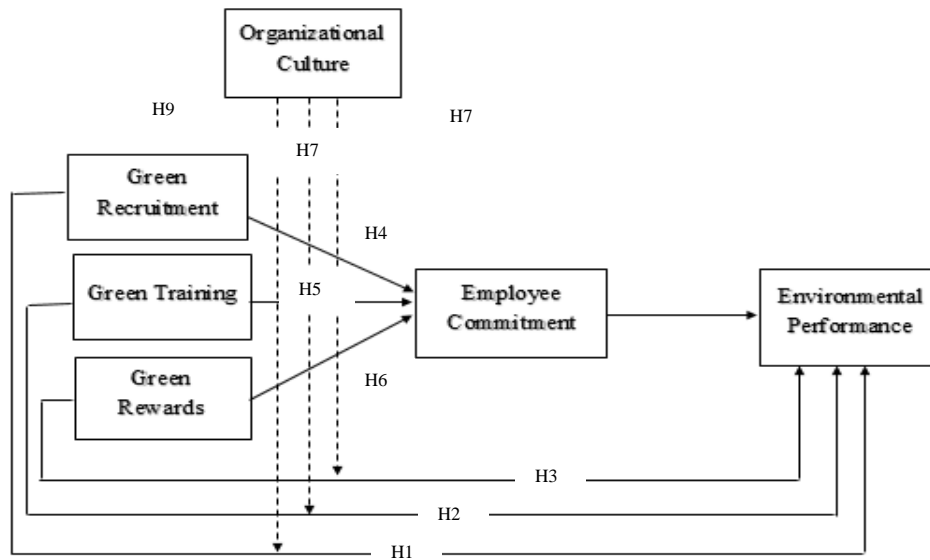 Organizational
Culture
H9
H7
H7
Green
Recruitment
H4
Green Training
H5
Employee
Commitment
Environmental
Performance
Green
Rewards
H6
H3
H2
H1